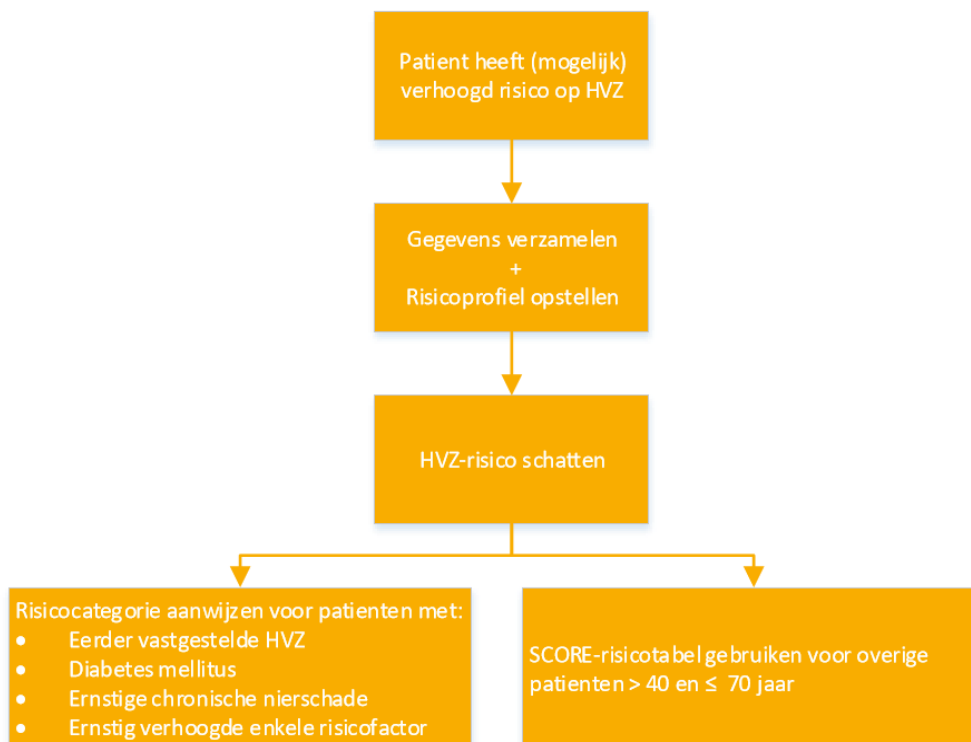 Patient heeft (mogelijk)
verhoogd risico op HVZ
Gegevens verzamelen
+
Risicoprofiel opstellen
HVZ-risico schatten
Risicocategorie aanwijzen voor patienten met:
• Eerder vastgestelde HVZ
• Diabetes mellitus
• Ernstige chronische nierschade
• Ernstig verhoogde enkele risicofactor
SCORE-risicotabel gebruiken voor overige
patienten > 40 en ≤ 70 jaar